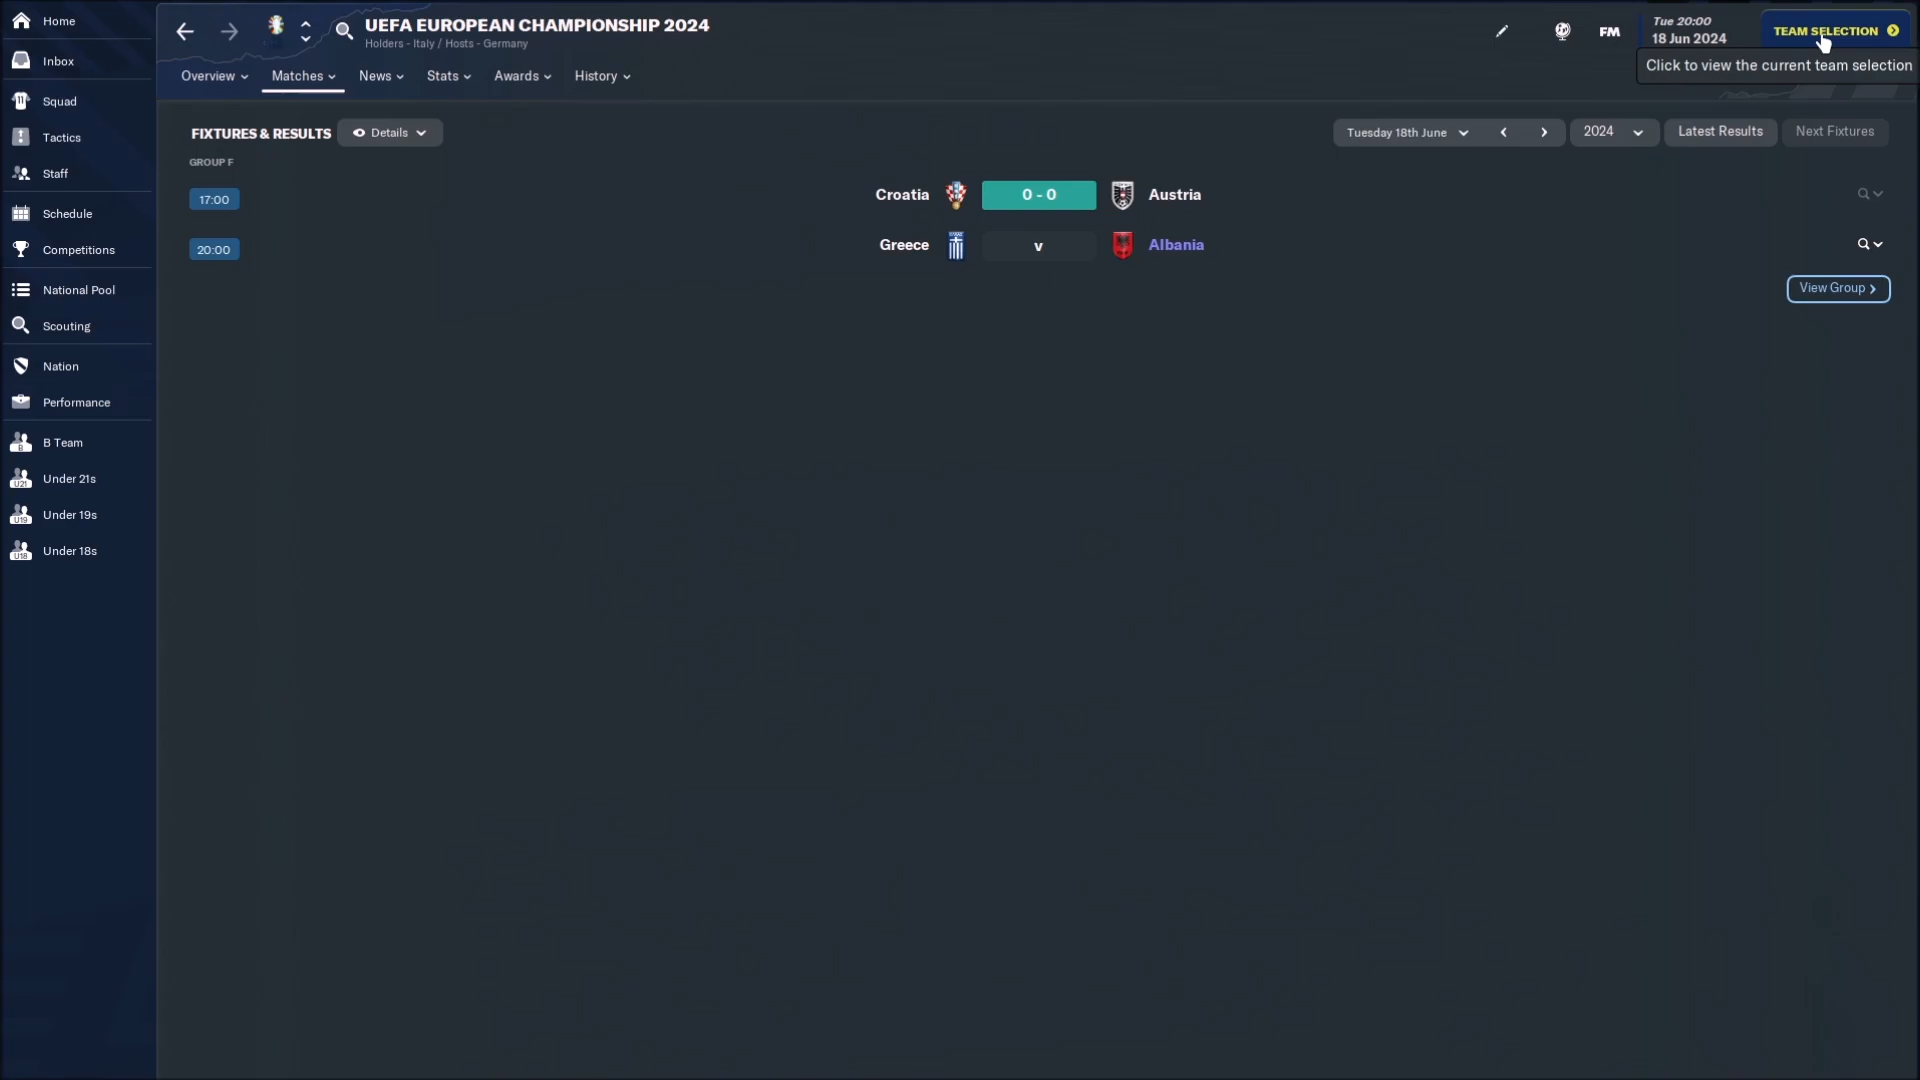 Home
Inbox
Squad
Tactics
Staff
Schedule
Competitions
National Pool
Scouting
Nation
Performance
B
B Team
U21
Under 21s
U19
Under 19s
U18
Under 18s
UEFA EUROPEAN CHAMPIONSHIP 2024
Holders - Italy / Hosts - Germany
FM
Tue 20:00
18 Jun 2024
TEAM SELECTION
Click to view the current team selection
Overview
Matches
News
Stats
Awards
History
FIXTURES & RESULTS
Details
Tuesday 18th June
2024
Latest Results
Next Fixtures
GROUP F
17:00 Croatia 0 - 0 Austria
20:00 Greece v Albania
View Group